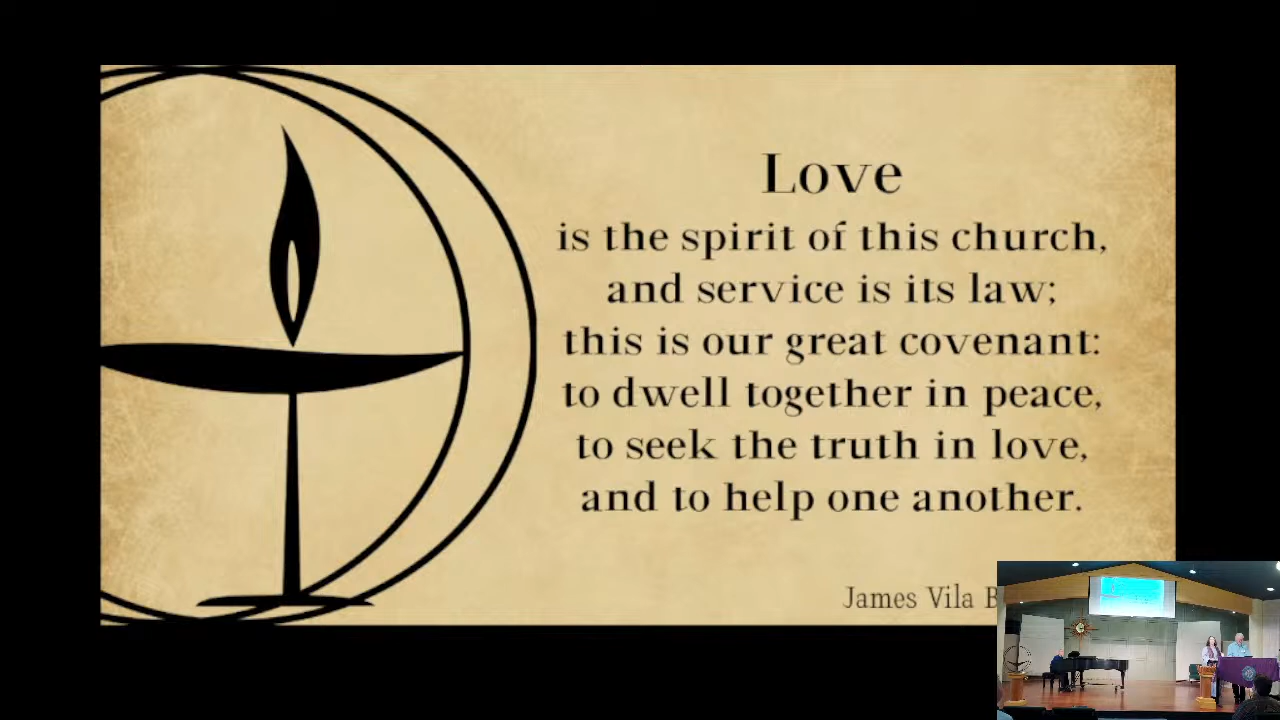 Love
is the spirit of this church,
and service is its law;
this is our great covenant:
to dwell together in peace,
to seek the truth in love,
and to help one another.
James Vila